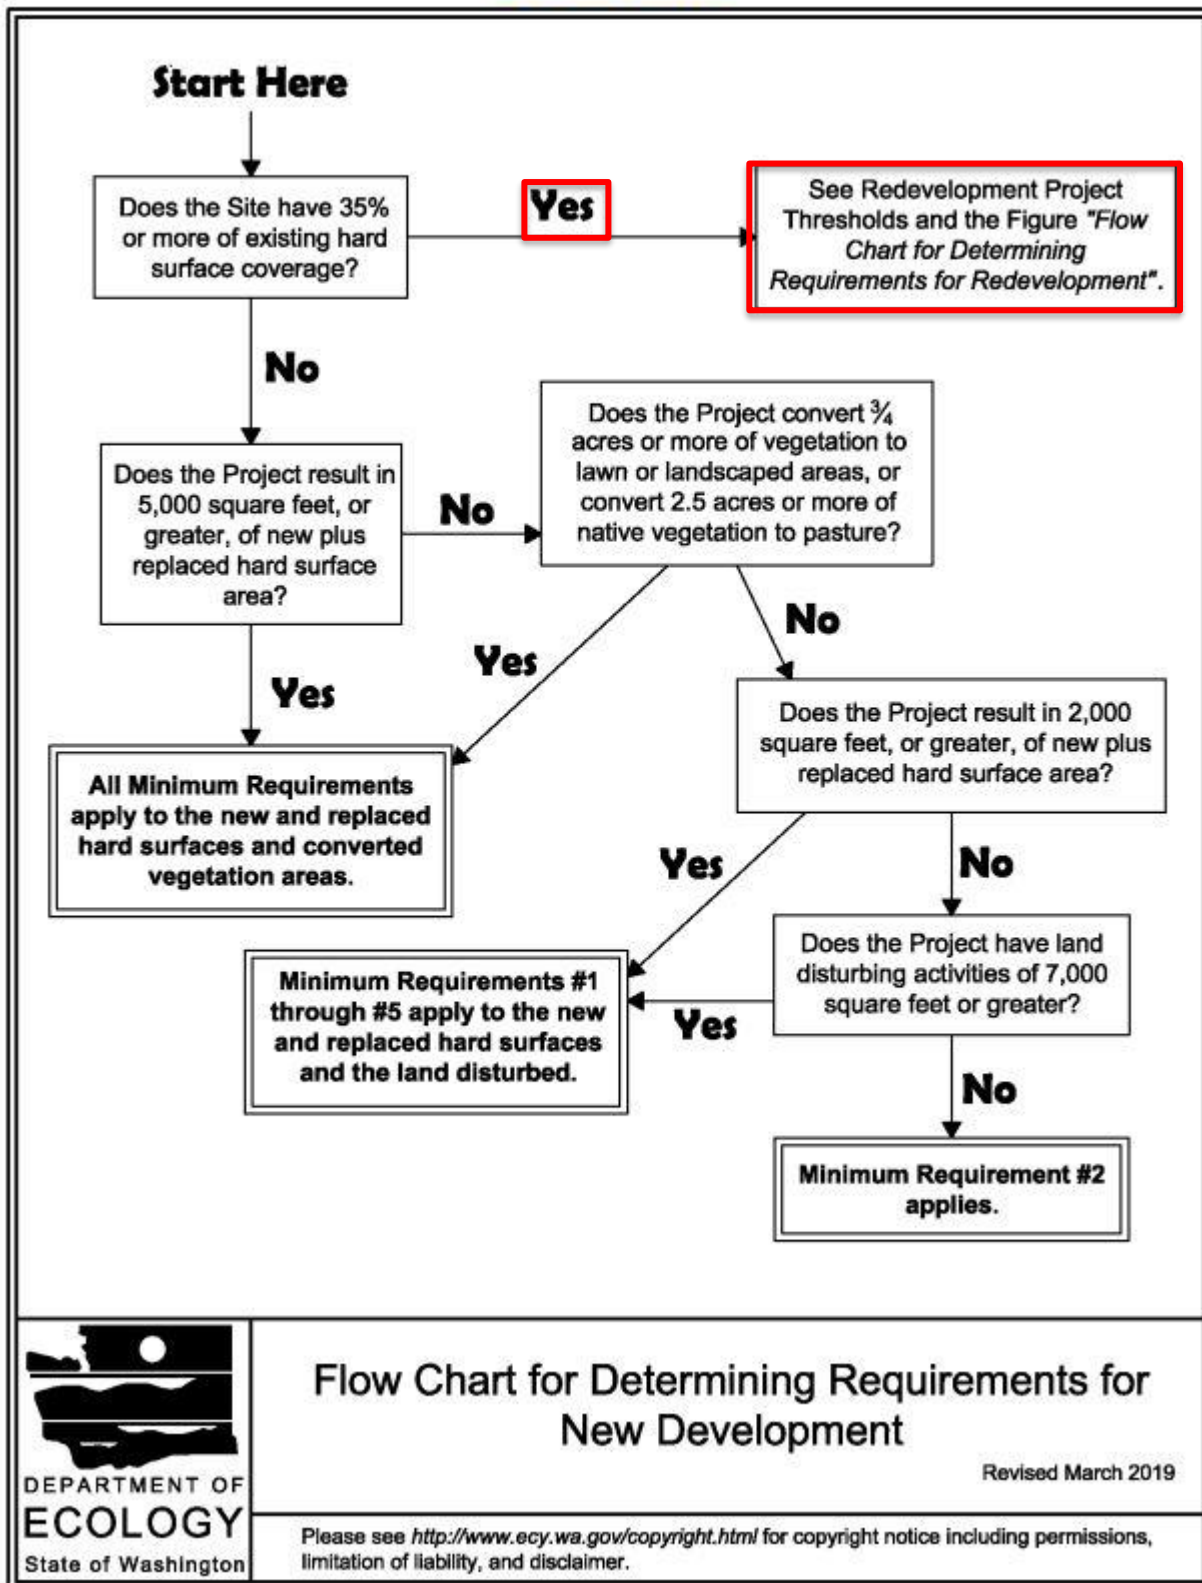 Start Here
Does the Site have 35%
or more of existing hard
surface coverage?
Yes
See Redevelopment Project
Thresholds and the Figure "Flow
Chart for Determining
Requirements for Redevelopment".
No
Does the Project result in
5,000 square feet, or
greater, of new plus
replaced hard surface
area?
No
Does the Project convert ¾
acres or more of vegetation to
lawn or landscaped areas, or
convert 2.5 acres or more of
native vegetation to pasture?
Yes
Yes
No
All Minimum Requirements
apply to the new and replaced
hard surfaces and converted
vegetation areas.
Does the Project result in 2,000
square feet, or greater, of new plus
replaced hard surface area?
Yes
No
Minimum Requirements #1
through #5 apply to the new
and replaced hard surfaces
and the land disturbed.
Yes
Does the Project have land
disturbing activities of 7,000
square feet or greater?
No
Minimum Requirement #2
applies.
DEPARTMENT OF
ECOLOGY
State of Washington
Flow Chart for Determining Requirements for
New Development
Revised March 2019
Please see http://www.ecy.wa.gov/copyright.html for copyright notice including permissions,
limitation of liability, and disclaimer.